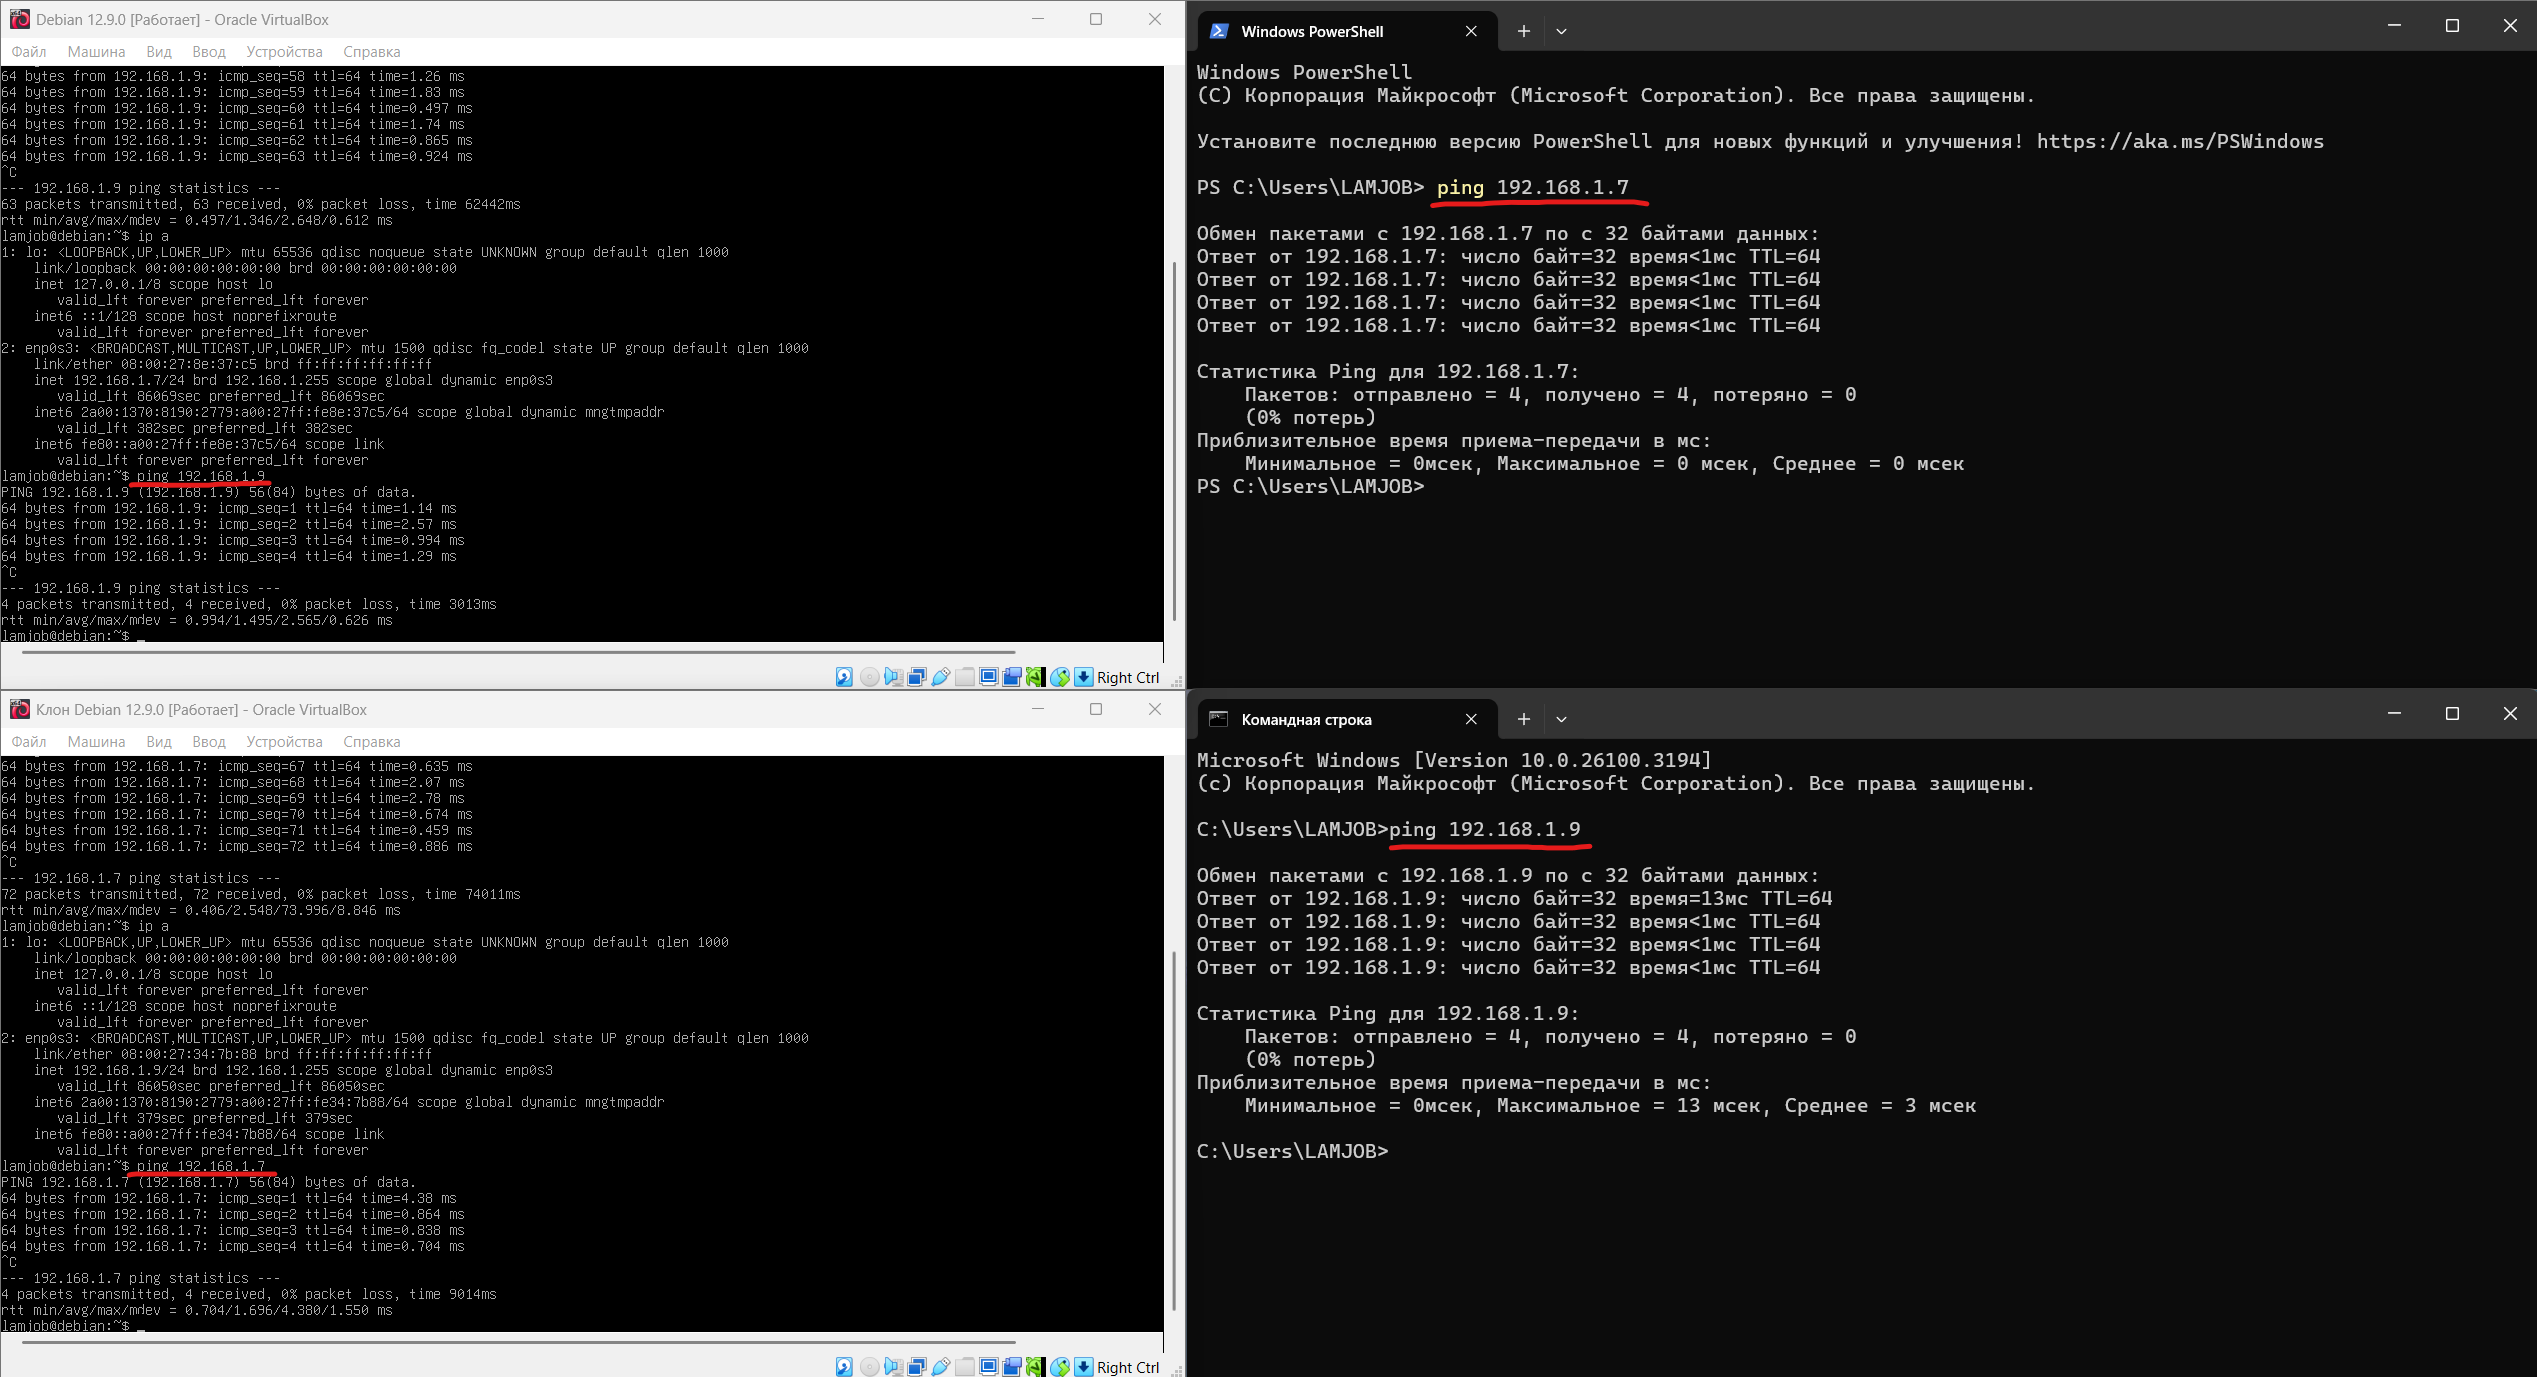 Debian 12.9.0 [Работает] - Oracle VirtualBox
Файл Машина Вид Ввод Устройства Справка
64 bytes from 192.168.1.9: icmp_seq=58 ttl=64 time=1.26 ms
64 bytes from 192.168.1.9: icmp_seq=59 ttl=64 time=1.83 ms
64 bytes from 192.168.1.9: icmp_seq=60 ttl=64 time=0.497 ms
64 bytes from 192.168.1.9: icmp_seq=61 ttl=64 time=1.74 ms
64 bytes from 192.168.1.9: icmp_seq=62 ttl=64 time=0.865 ms
64 bytes from 192.168.1.9: icmp_seq=63 ttl=64 time=0.924 ms
^C
--- 192.168.1.9 ping statistics ---
63 packets transmitted, 63 received, 0% packet loss, time 62442ms
rtt min/avg/max/mdev = 0.497/1.346/2.648/0.612 ms
lamjob@debian:~$ ip a
1: lo: <LOOPBACK,UP,LOWER_UP> mtu 65536 qdisc noqueue state UNKNOWN group default qlen 1000
link/loopback 00:00:00:00:00:00 brd 00:00:00:00:00:00
inet 127.0.0.1/8 scope host lo
valid_lft forever preferred_lft forever
inet6 ::1/128 scope host noprefixroute
valid_lft forever preferred_lft forever
2: enp0s3: <BROADCAST,MULTICAST,UP,LOWER_UP> mtu 1500 qdisc fq_codel state UP group default qlen 1000
link/ether 08:00:27:8e:37:c5 brd ff:ff:ff:ff:ff:ff
inet 192.168.1.7/24 brd 192.168.1.255 scope global dynamic enp0s3
valid_lft 86069sec preferred_lft 86069sec
inet6 2a00:1370:8190:2779:a00:27ff:fe8e:37c5/64 scope global dynamic mngtmpaddr
valid_lft 382sec preferred_lft 382sec
inet6 fe80::a00:27ff:fe8e:37c5/64 scope link
valid_lft forever preferred_lft forever
lamjob@debian:~$ ping 192.168.1.9
PING 192.168.1.9 (192.168.1.9) 56(84) bytes of data.
64 bytes from 192.168.1.9: icmp_seq=1 ttl=64 time=1.14 ms
64 bytes from 192.168.1.9: icmp_seq=2 ttl=64 time=2.57 ms
64 bytes from 192.168.1.9: icmp_seq=3 ttl=64 time=0.994 ms
64 bytes from 192.168.1.9: icmp_seq=4 ttl=64 time=1.29 ms
^C
--- 192.168.1.9 ping statistics ---
4 packets transmitted, 4 received, 0% packet loss, time 3013ms
rtt min/avg/max/mdev = 0.994/1.495/2.565/0.626 ms
lamjob@debian:~$ _
Right Ctrl
Windows PowerShell
Windows PowerShell
(C) Корпорация Майкрософт (Microsoft Corporation). Все права защищены.
Установите последнюю версию PowerShell для новых функций и улучшения! https://aka.ms/PSWindows
PS C:\Users\LAMJOB> ping 192.168.1.7
Обмен пакетами с 192.168.1.7 по с 32 байтами данных:
Ответ от 192.168.1.7: число байт=32 время<1мс TTL=64
Ответ от 192.168.1.7: число байт=32 время<1мс TTL=64
Ответ от 192.168.1.7: число байт=32 время<1мс TTL=64
Ответ от 192.168.1.7: число байт=32 время<1мс TTL=64
Статистика Ping для 192.168.1.7:
Пакетов: отправлено = 4, получено = 4, потеряно = 0
(0% потерь)
Приблизительное время приема-передачи в мс:
Минимальное = 0мсек, Максимальное = 0 мсек, Среднее = 0 мсек
PS C:\Users\LAMJOB>
Клон Debian 12.9.0 [Работает] - Oracle VirtualBox
Файл Машина Вид Ввод Устройства Справка
64 bytes from 192.168.1.7: icmp_seq=67 ttl=64 time=0.635 ms
64 bytes from 192.168.1.7: icmp_seq=68 ttl=64 time=2.07 ms
64 bytes from 192.168.1.7: icmp_seq=69 ttl=64 time=2.78 ms
64 bytes from 192.168.1.7: icmp_seq=70 ttl=64 time=0.674 ms
64 bytes from 192.168.1.7: icmp_seq=71 ttl=64 time=0.459 ms
64 bytes from 192.168.1.7: icmp_seq=72 ttl=64 time=0.886 ms
^C
--- 192.168.1.7 ping statistics ---
72 packets transmitted, 72 received, 0% packet loss, time 74011ms
rtt min/avg/max/mdev = 0.406/2.548/73.996/8.846 ms
lamjob@debian:~$ ip a
1: lo: <LOOPBACK,UP,LOWER_UP> mtu 65536 qdisc noqueue state UNKNOWN group default qlen 1000
link/loopback 00:00:00:00:00:00 brd 00:00:00:00:00:00
inet 127.0.0.1/8 scope host lo
valid_lft forever preferred_lft forever
inet6 ::1/128 scope host noprefixroute
valid_lft forever preferred_lft forever
2: enp0s3: <BROADCAST,MULTICAST,UP,LOWER_UP> mtu 1500 qdisc fq_codel state UP group default qlen 1000
link/ether 08:00:27:34:7b:88 brd ff:ff:ff:ff:ff:ff
inet 192.168.1.9/24 brd 192.168.1.255 scope global dynamic enp0s3
valid_lft 86050sec preferred_lft 86050sec
inet6 2a00:1370:8190:2779:a00:27ff:fe34:7b88/64 scope global dynamic mngtmpaddr
valid_lft 379sec preferred_lft 379sec
inet6 fe80::a00:27ff:fe34:7b88/64 scope link
valid_lft forever preferred_lft forever
lamjob@debian:~$ ping 192.168.1.7
PING 192.168.1.7 (192.168.1.7) 56(84) bytes of data.
64 bytes from 192.168.1.7: icmp_seq=1 ttl=64 time=4.38 ms
64 bytes from 192.168.1.7: icmp_seq=2 ttl=64 time=0.864 ms
64 bytes from 192.168.1.7: icmp_seq=3 ttl=64 time=0.838 ms
64 bytes from 192.168.1.7: icmp_seq=4 ttl=64 time=0.704 ms
^C
--- 192.168.1.7 ping statistics ---
4 packets transmitted, 4 received, 0% packet loss, time 9014ms
rtt min/avg/max/mdev = 0.704/1.696/4.380/1.550 ms
lamjob@debian:~$ _
Right Ctrl
Командная строка
Microsoft Windows [Version 10.0.26100.3194]
(c) Корпорация Майкрософт (Microsoft Corporation). Все права защищены.
C:\Users\LAMJOB>ping 192.168.1.9
Обмен пакетами с 192.168.1.9 по с 32 байтами данных:
Ответ от 192.168.1.9: число байт=32 время=13мс TTL=64
Ответ от 192.168.1.9: число байт=32 время<1мс TTL=64
Ответ от 192.168.1.9: число байт=32 время<1мс TTL=64
Ответ от 192.168.1.9: число байт=32 время<1мс TTL=64
Статистика Ping для 192.168.1.9:
Пакетов: отправлено = 4, получено = 4, потеряно = 0
(0% потерь)
Приблизительное время приема-передачи в мс:
Минимальное = 0мсек, Максимальное = 13 мсек, Среднее = 3 мсек
C:\Users\LAMJOB>